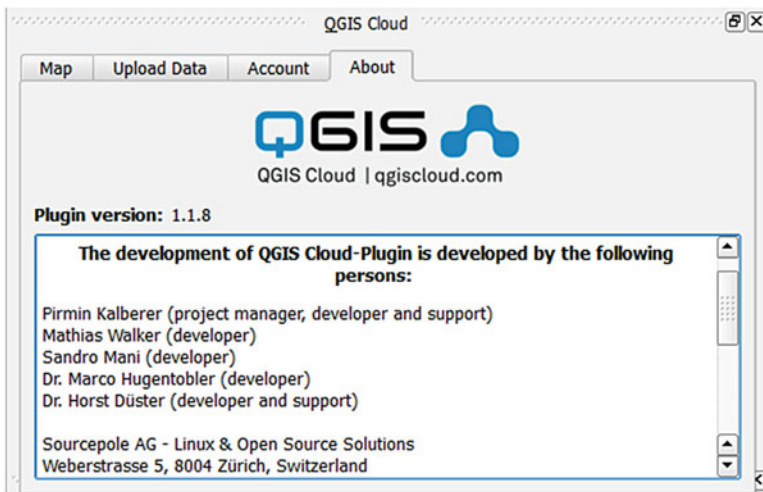 QGIS Cloud
Map Upload Data Account About
QGIS
QGIS Cloud | qgiscloud.com
Plugin version: 1.1.8
The development of QGIS Cloud-Plugin is developed by the following
persons:
Pirmin Kalberer (project manager, developer and support)
Mathias Walker (developer)
Sandro Mani (developer)
Dr. Marco Hugentobler (developer)
Dr. Horst Düster (developer and support)
Sourcepole AG - Linux & Open Source Solutions
Weberstrasse 5, 8004 Zürich, Switzerland